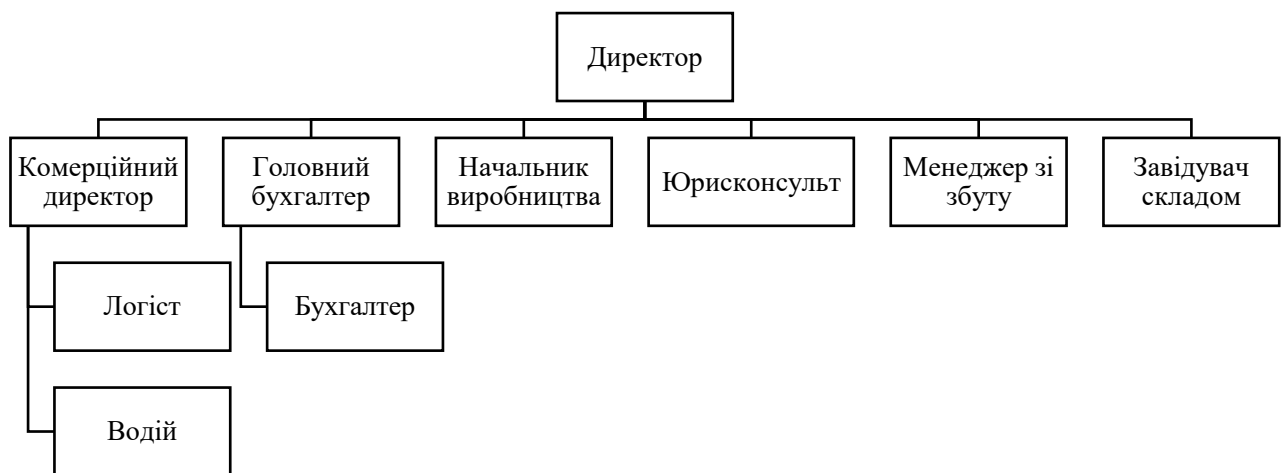 Директор
Комерційний
директор
Головний
бухгалтер
Начальник
виробництва
Юрисконсульт
Менеджер зі
збуту
Завідувач
складом
Логіст
Бухгалтер
Водій